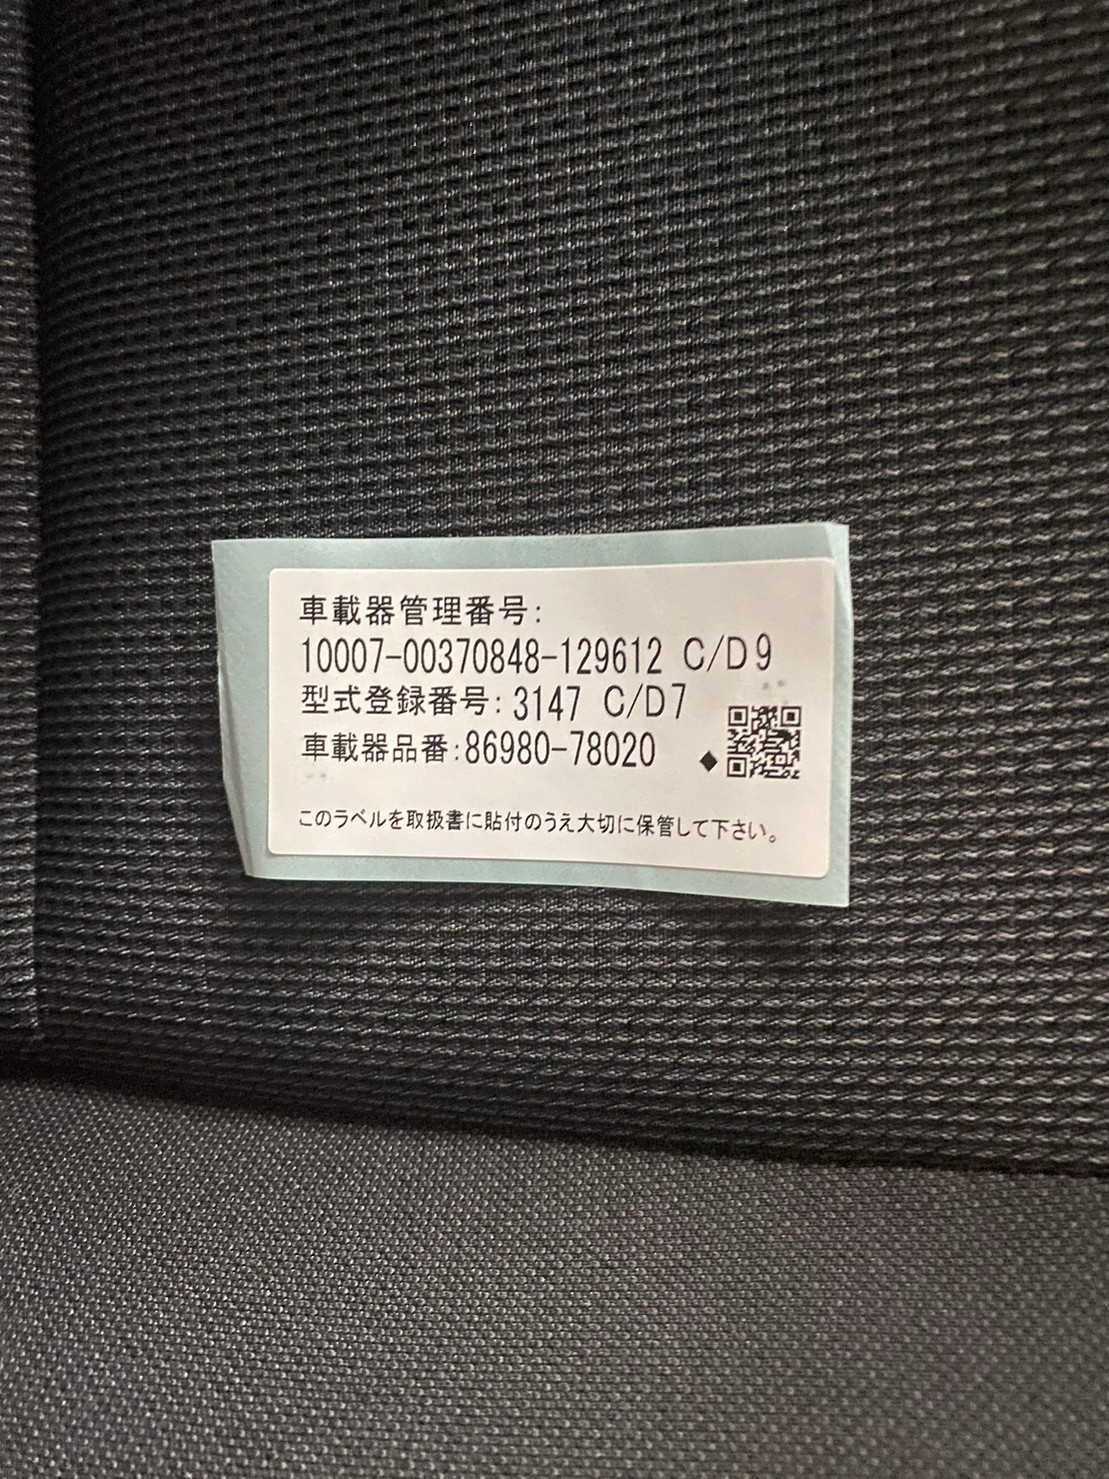 車載器管理番号:
10007-00370848-129612 C/D9
型式登録番号: 3147 C/D7
車載器品番:86980-78020
このラベルを取扱書に貼付のうえ大切に保管して下さい。